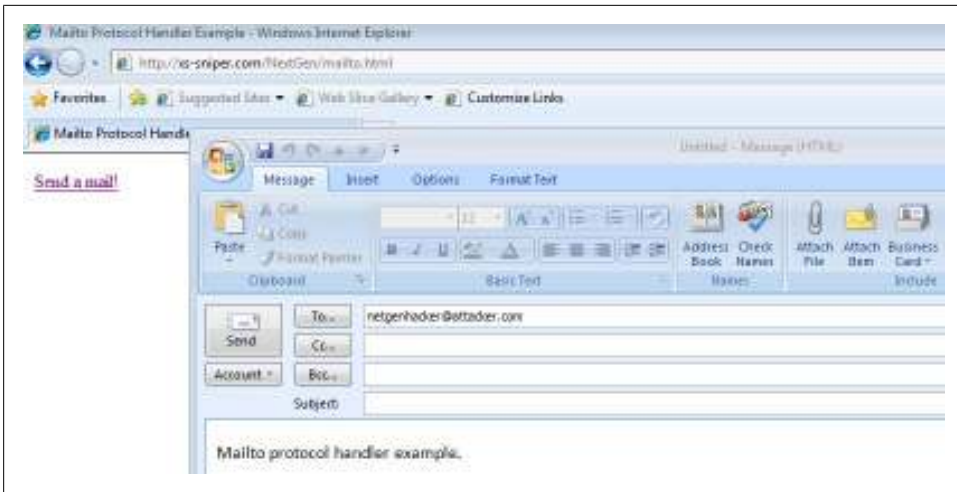 Mailto Protocol Handler Example - Windows Internet Explorer
http://xs-sniper.com/NextGen/mailto.html
Favorites Suggested Sites Web Slice Gallery Customize Links
Mailto Protocol Handle
Untitled - Message (HTML)
Send a mail!
Message Insert Options Format Text
Paste
Cut
Copy
Format Painter
Clipboard
11
A A
B I U
A
Basic Text
Address Book
Check Names
Names
Attach File
Attach Item
Business Card
Include
Send
Account
To... netgenhacker@attacker.com
Cc...
Bcc...
Subject:
Mailto protocol handler example.